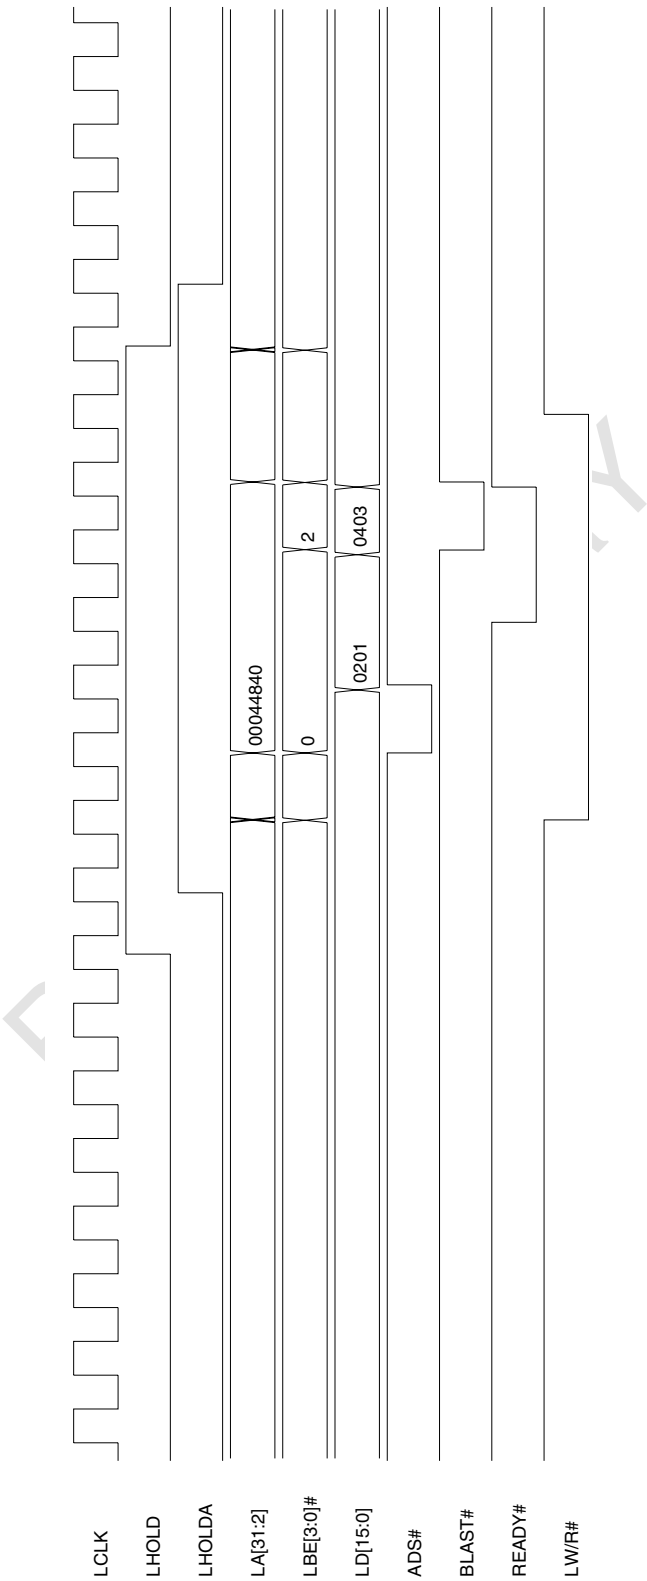 LCLK
LHOLD
LHOLDA
LA[31:2]
00044840
LBE[3:0]#
0
2
LD[15:0]
0201
0403
ADS#
BLAST#
READY#
LW/R#